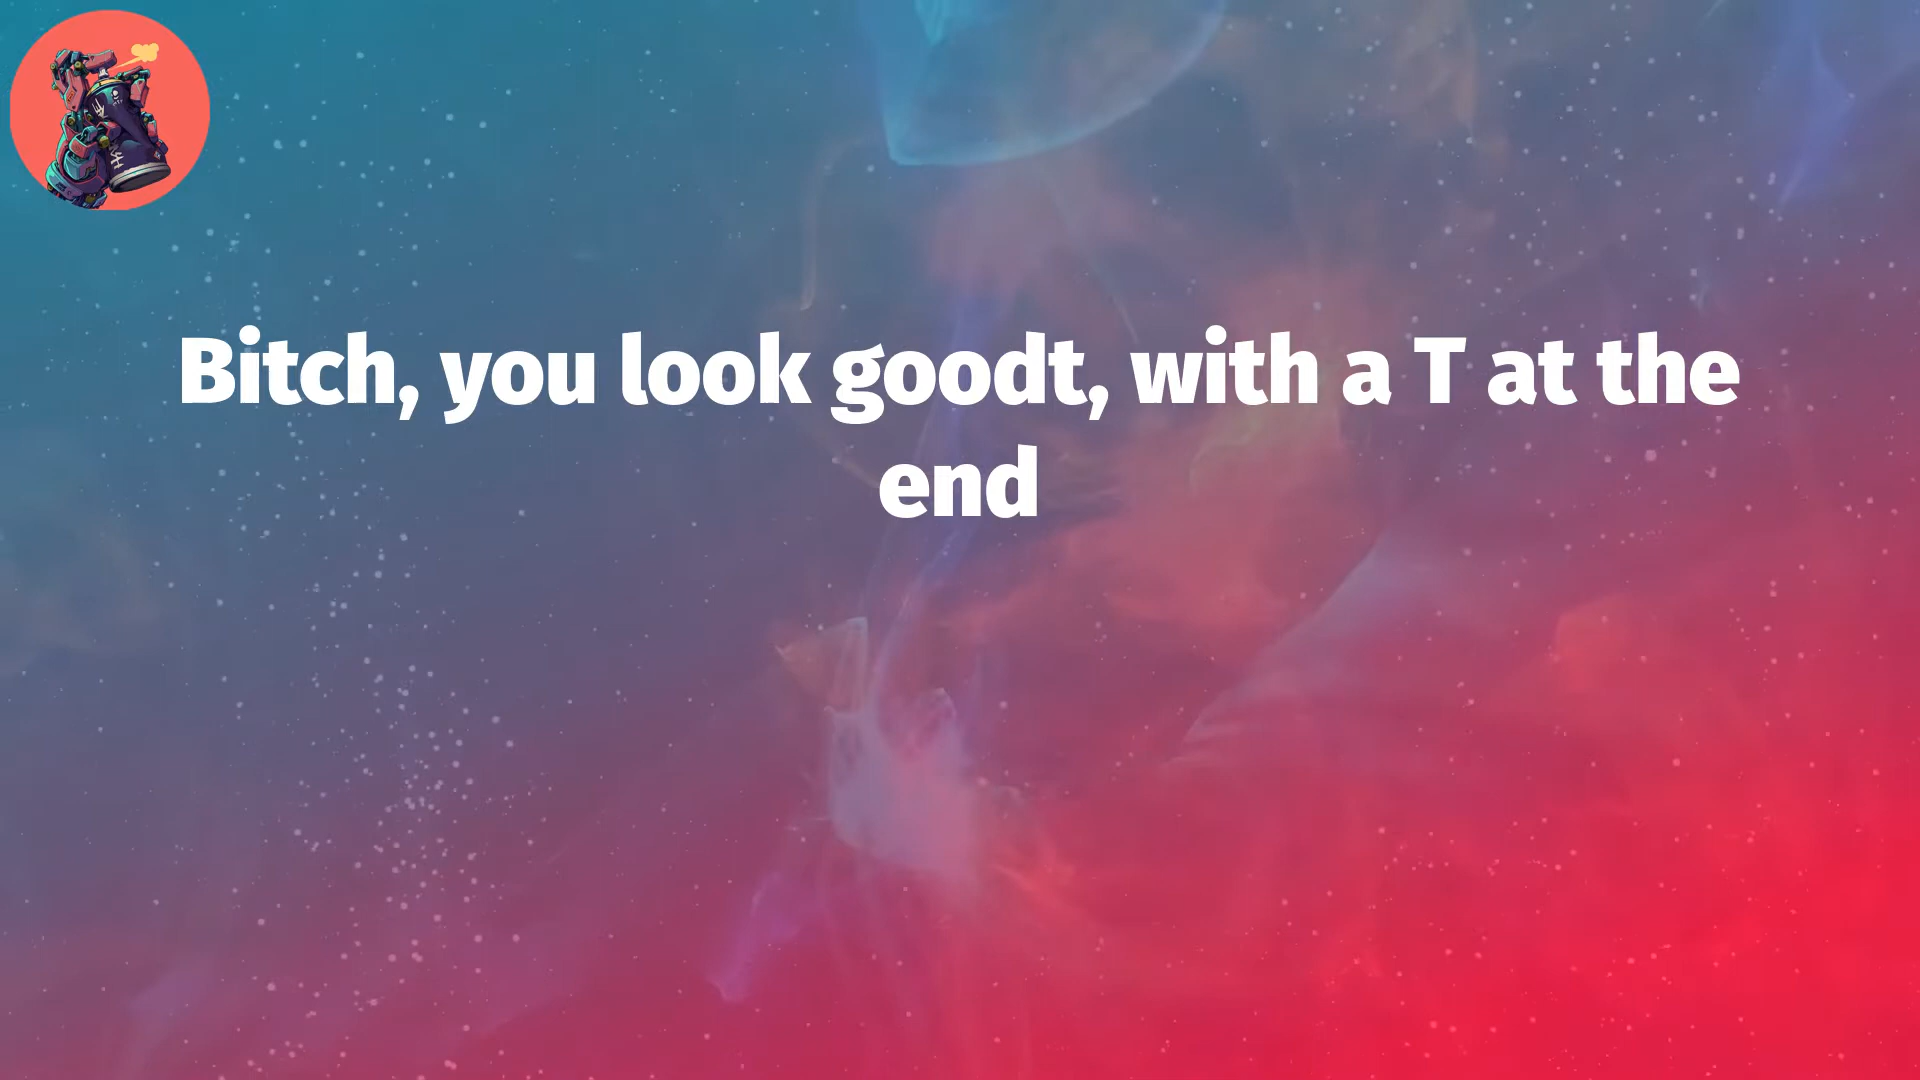 Bitch, you look goodt, with a T at the
end